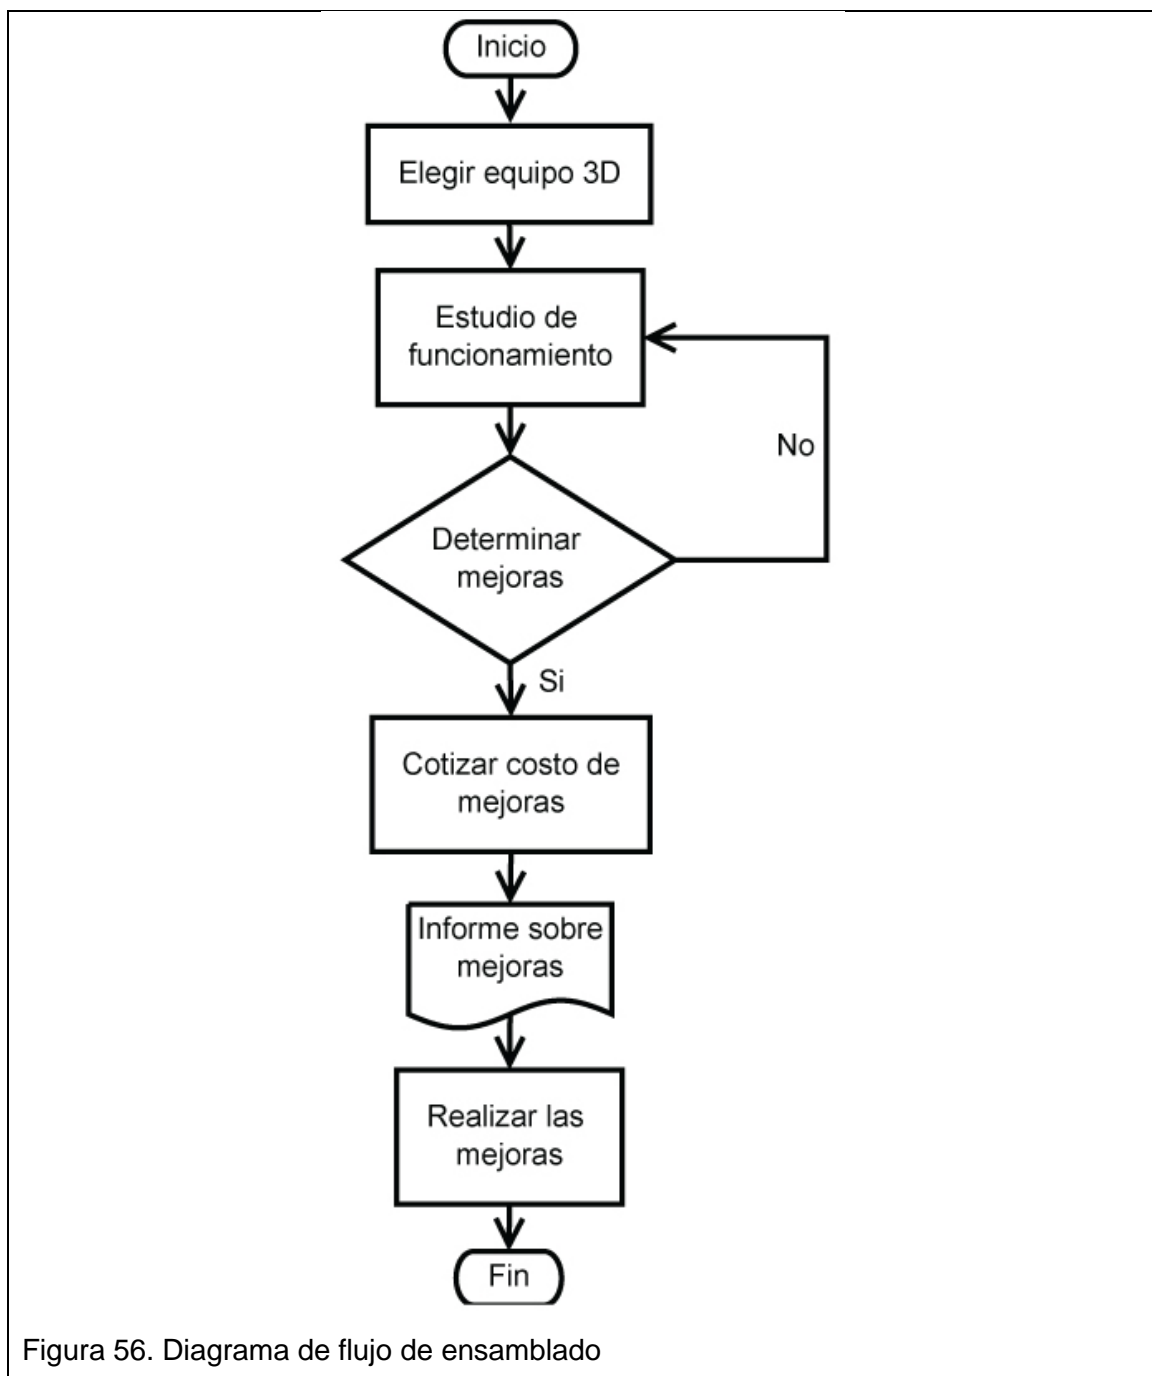 Inicio
Elegir equipo 3D
Estudio de
funcionamiento
No
Determinar
mejoras
Si
Cotizar costo de
mejoras
Informe sobre
mejoras
Realizar las
mejoras
Fin
Figura 56. Diagrama de flujo de ensamblado